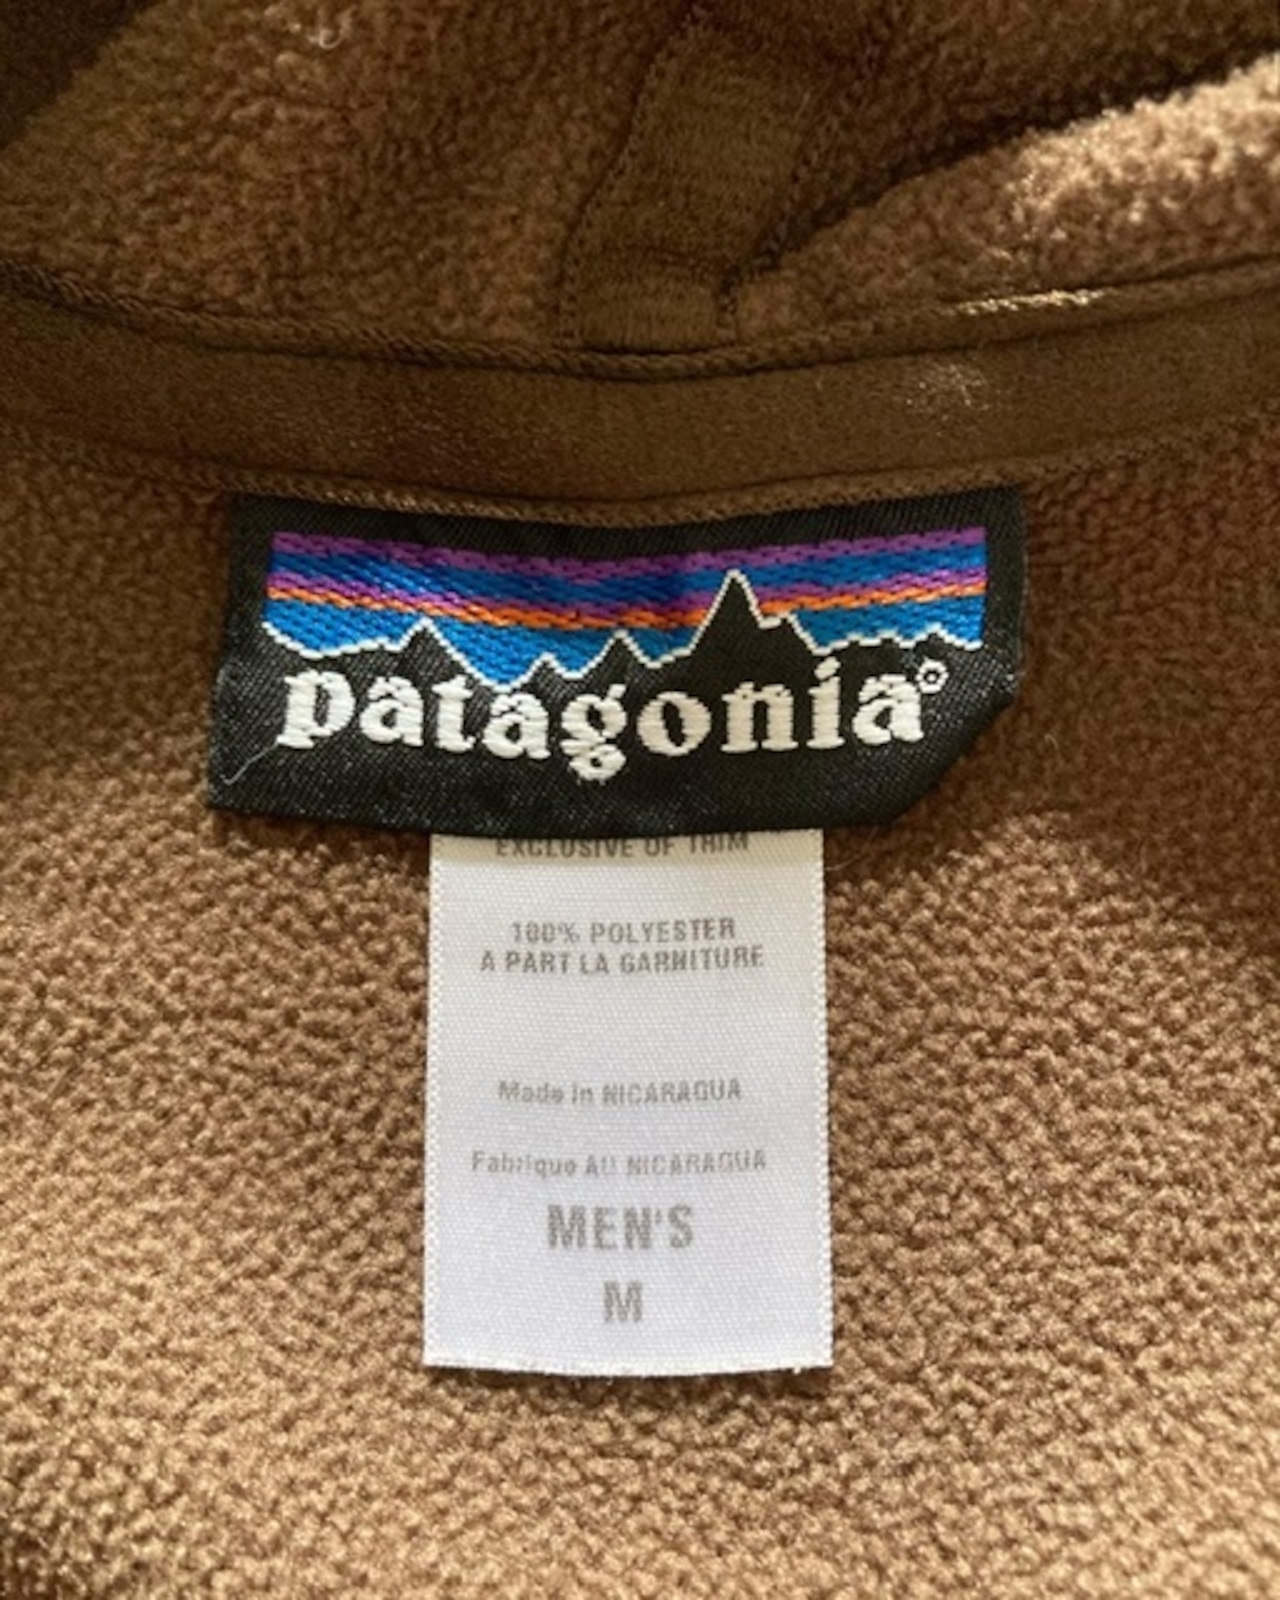 patagonia®
EXCLUSIVE OF TRIM
100% POLYESTER
A PART LA GARNITURE
Made in NICARAGUA
Fabrique AU NICARAGUA
MEN'S
M